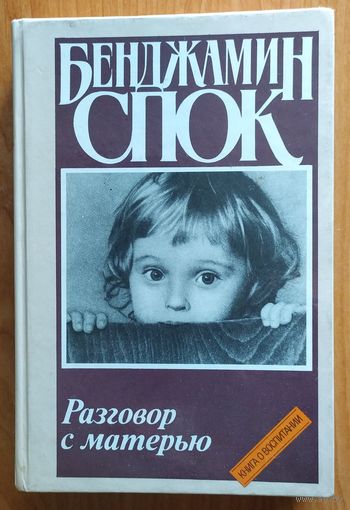 БЕНДЖАМИН
СПОК
Разговор
с матерью
КНИГА О ВОСПИТАНИИ